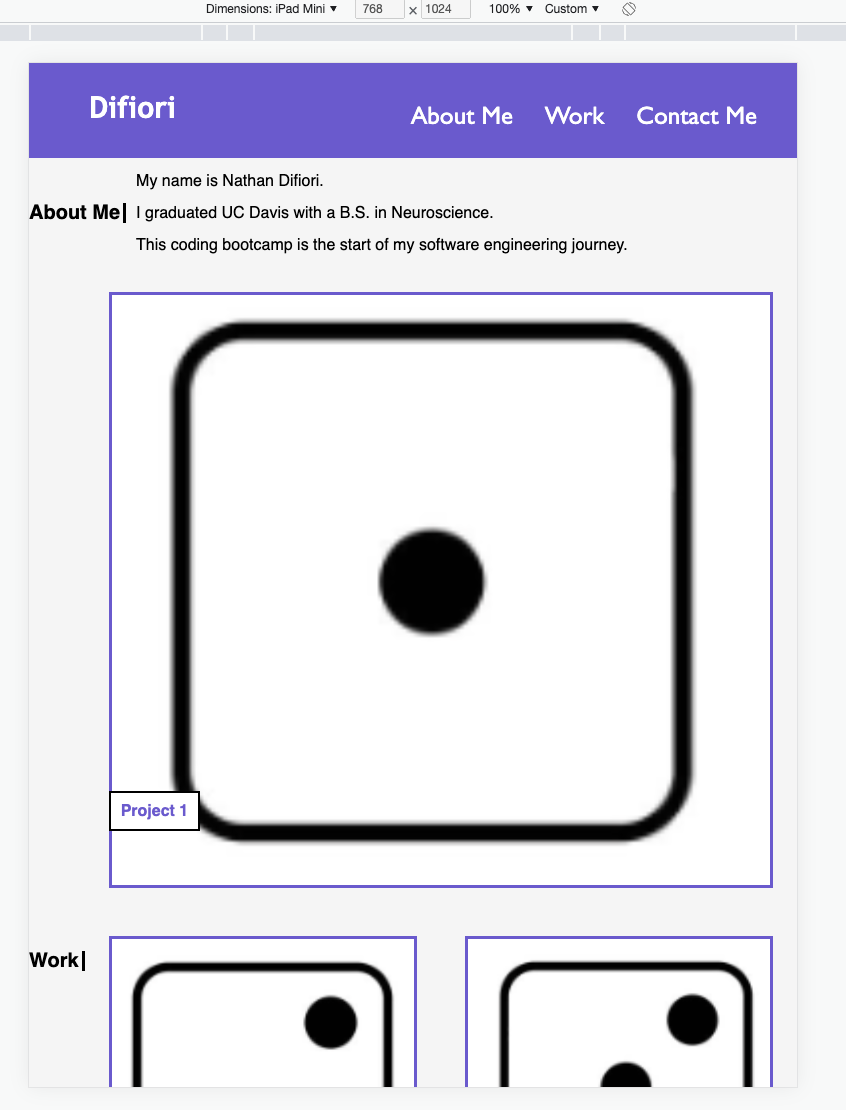 Dimensions: iPad Mini ▼ 768 × 1024 100% ▼ Custom ▼
Difiori
About Me Work Contact Me
My name is Nathan Difiori.
About Me| I graduated UC Davis with a B.S. in Neuroscience.
This coding bootcamp is the start of my software engineering journey.
Project 1
Work|